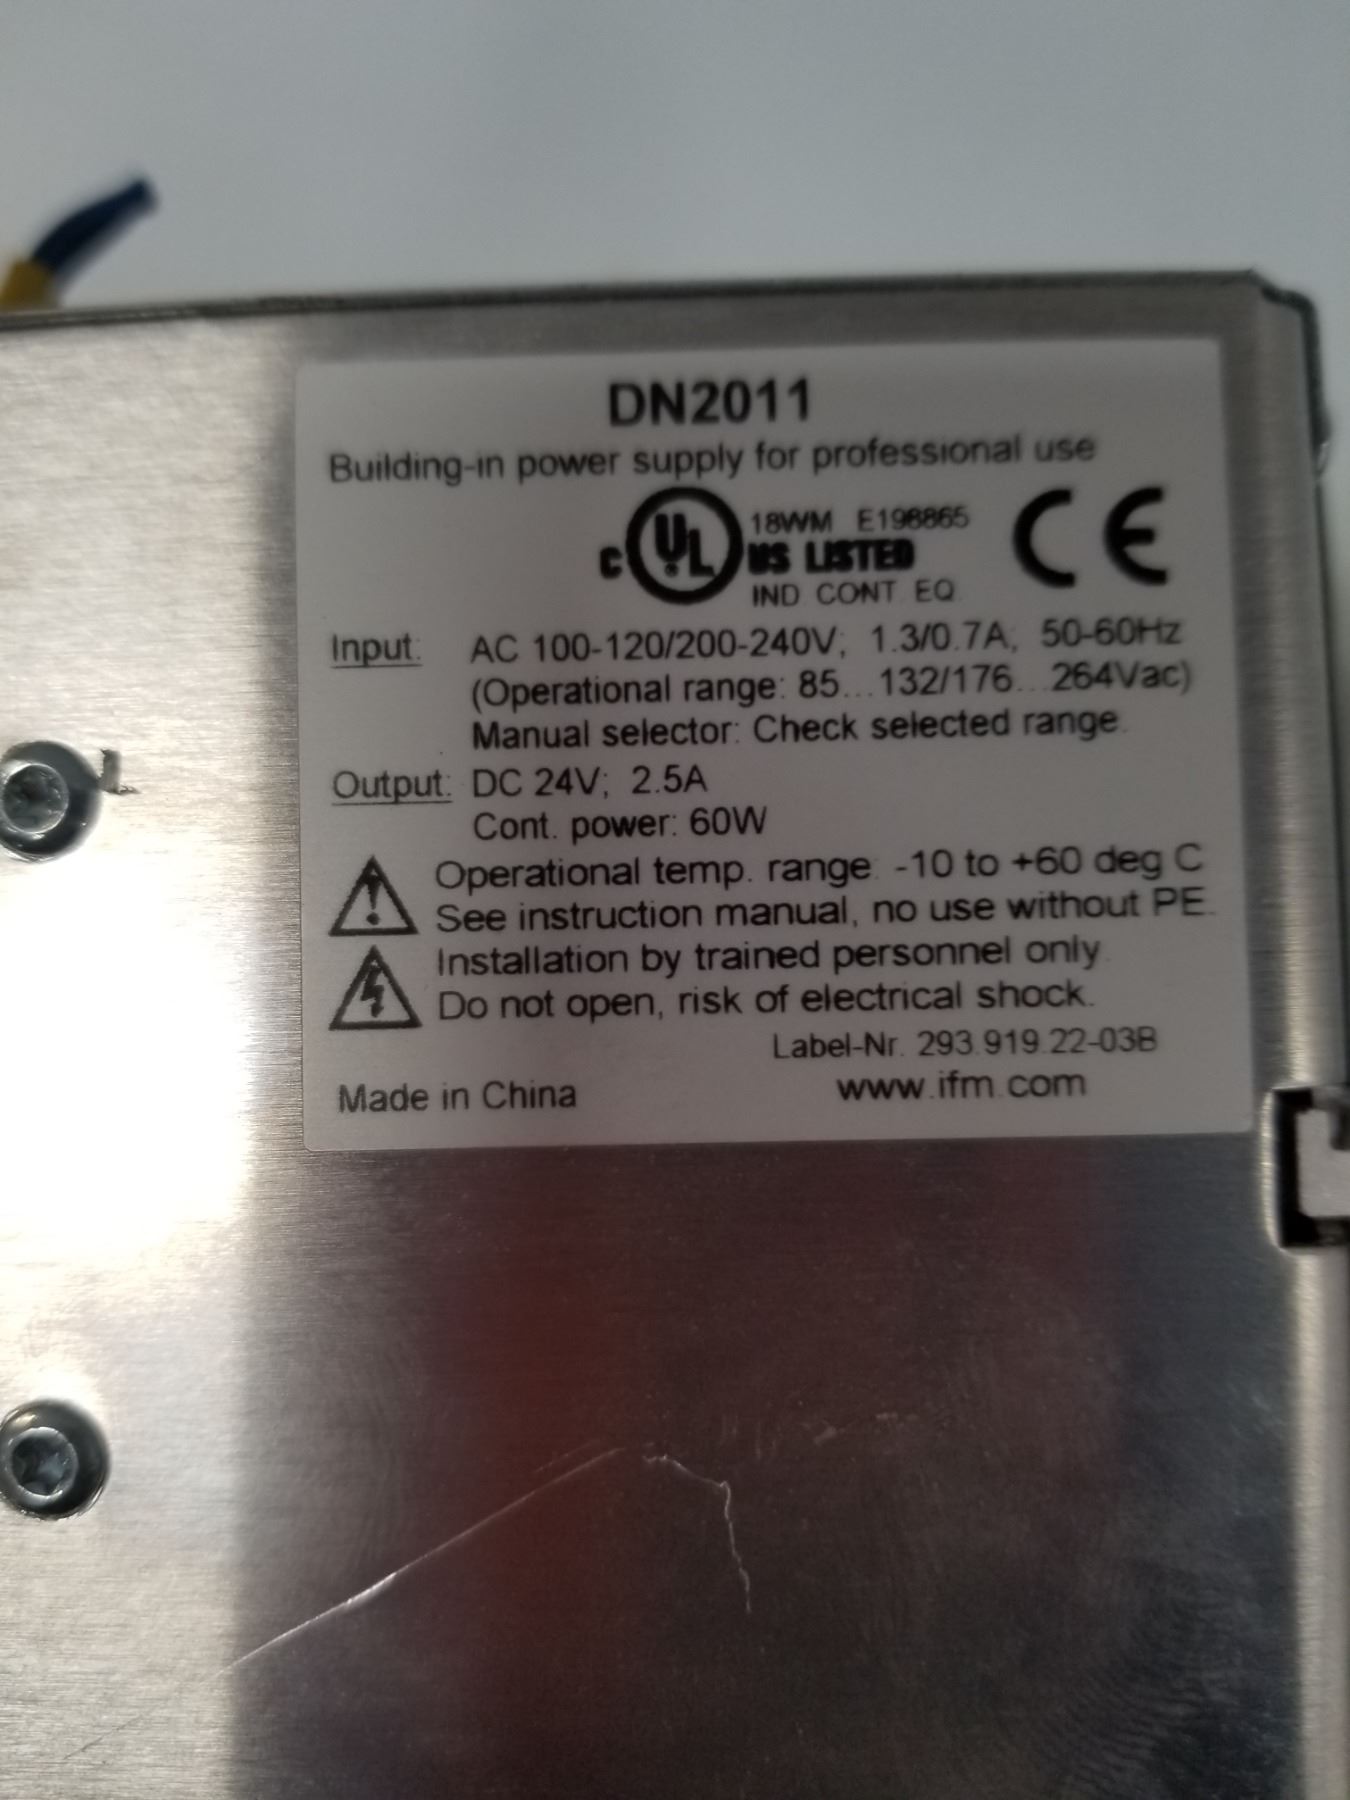 DN2011
Building-in power supply for professional use
C UL US LISTED 18WM E198865
IND. CONT. EQ.
CE
Input: AC 100-120/200-240V; 1.3/0.7A; 50-60Hz
(Operational range: 85...132/176...264Vac)
Manual selector: Check selected range.
Output: DC 24V; 2.5A
Cont. power: 60W
Operational temp. range: -10 to +60 deg C
See instruction manual, no use without PE.
Installation by trained personnel only.
Do not open, risk of electrical shock.
Label-Nr. 293.919.22-03B
Made in China www.ifm.com